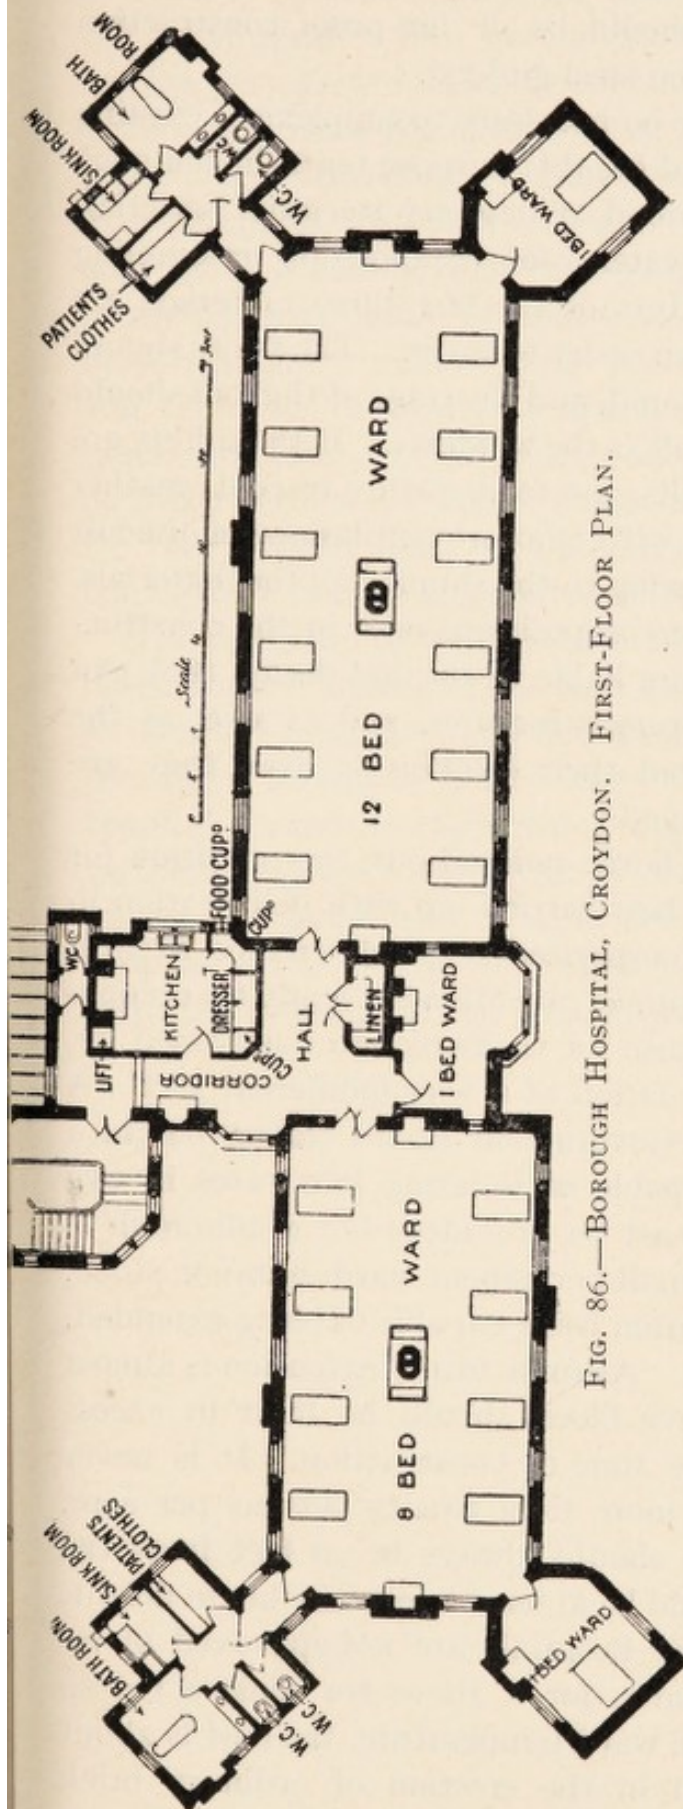 BATH
ROOM
SINK ROOM
W.C.
W.C.
PATIENTS
CLOTHES
1 BED WARD
12 BED WARD
Scale
FOOD CUPD
CUPD
WC
KITCHEN
DRESSER
CUPD
LIFT
CORRIDOR
HALL
LINEN
1 BED WARD
8 BED WARD
PATIENTS
CLOTHES
SINK ROOM
BATH ROOM
W.C.
W.C.
1 BED WARD
FIG. 86.—BOROUGH HOSPITAL, CROYDON. FIRST-FLOOR PLAN.